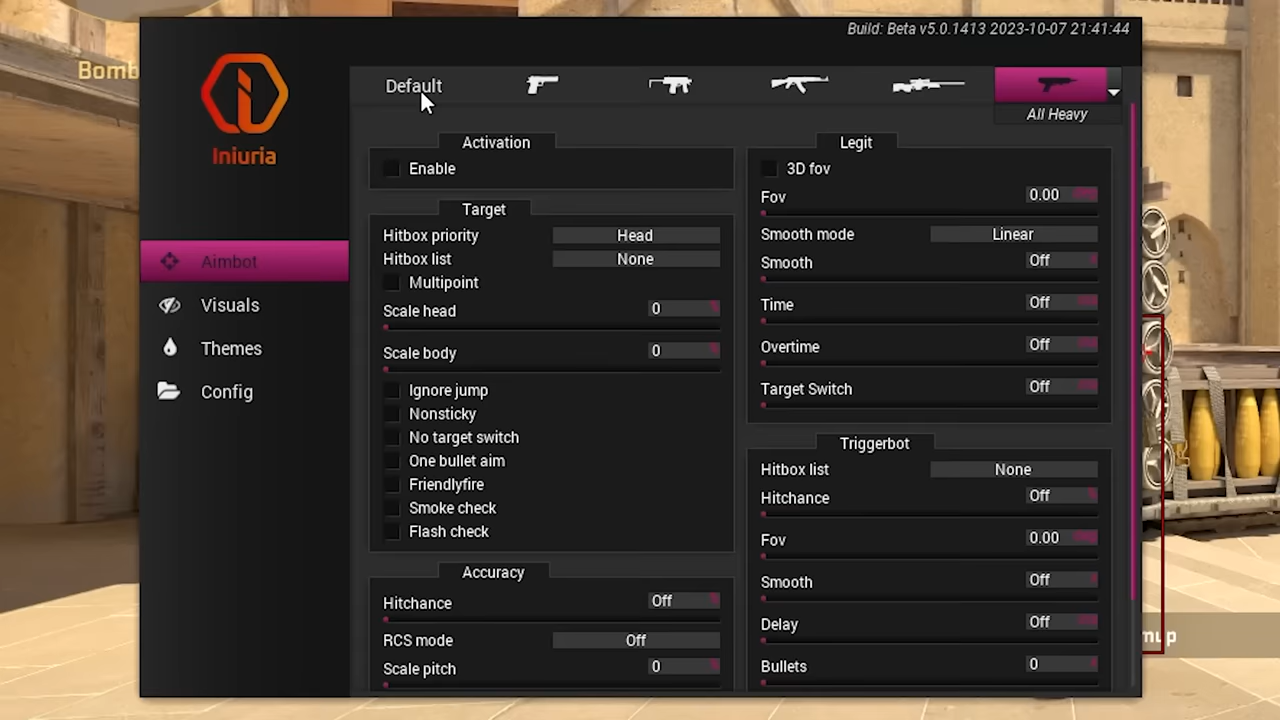 Build: Beta v5.0.1413 2023-10-07 21:41:44
Bomb
Iniuria
Default
All Heavy
Aimbot
Visuals
Themes
Config
Activation
Enable
Target
Hitbox priority Head
Hitbox list None
Multipoint
Scale head 0
Scale body 0
Ignore jump
Nonsticky
No target switch
One bullet aim
Friendlyfire
Smoke check
Flash check
Accuracy
Hitchance Off
RCS mode Off
Scale pitch 0
Legit
3D fov
Fov 0.00
Smooth mode Linear
Smooth Off
Time Off
Overtime Off
Target Switch Off
Triggerbot
Hitbox list None
Hitchance Off
Fov 0.00
Smooth Off
Delay Off
Bullets 0
mup